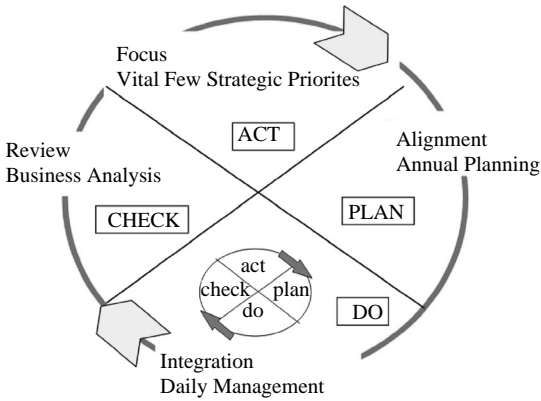 Focus
Vital Few Strategic Priorites
ACT
Alignment
Annual Planning
Review
Business Analysis
CHECK
PLAN
act
check
plan
do
DO
Integration
Daily Management